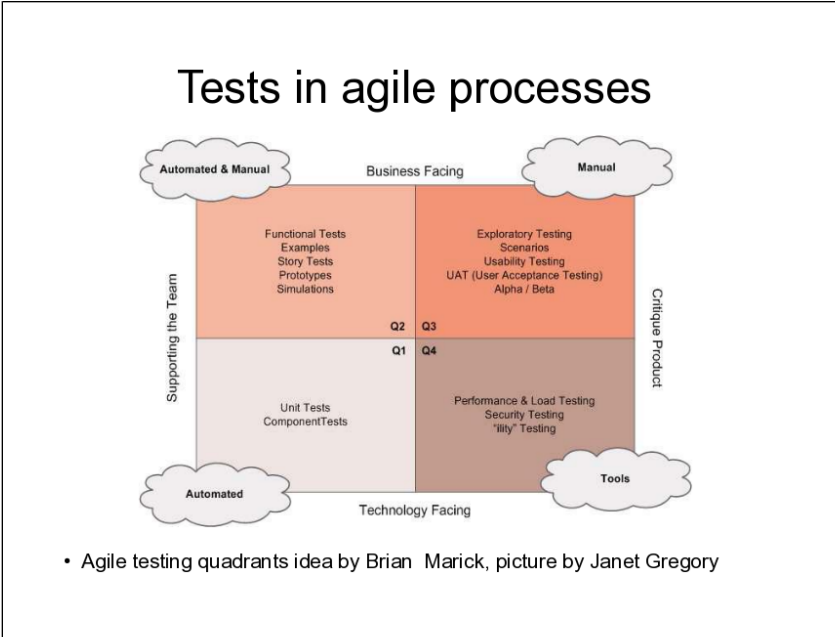 Tests in agile processes
Automated & Manual
Business Facing
Manual
Functional Tests
Examples
Story Tests
Prototypes
Simulations
Exploratory Testing
Scenarios
Usability Testing
UAT (User Acceptance Testing)
Alpha / Beta
Supporting the Team
Critique Product
Q2
Q3
Q1
Q4
Unit Tests
ComponentTests
Performance & Load Testing
Security Testing
"ility" Testing
Automated
Tools
Technology Facing
• Agile testing quadrants idea by Brian  Marick, picture by Janet Gregory